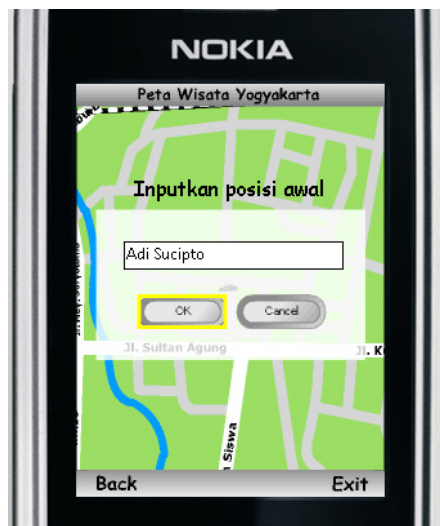 NOKIA
Peta Wisata Yogyakarta
Inputkan posisi awal
Adi Sucipto
OK Cancel
Jl. Sultan Agung
Jl. K
Siswa
Back Exit